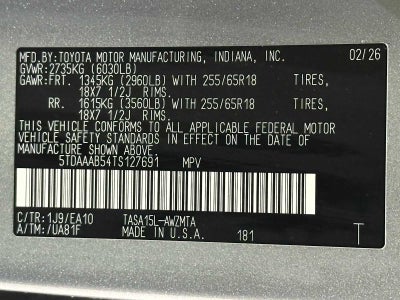 MFD.BY:TOYOTA MOTOR MANUFACTURING, INDIANA, INC. 02/26
GVWR:2735KG (6030LB)
GAWR:FRT. 1345KG (2960LB) WITH 255/65R18 TIRES,
18X7 1/2J RIMS.
RR. 1615KG (3560LB) WITH 255/65R18 TIRES,
18X7 1/2J RIMS.
THIS VEHICLE CONFORMS TO ALL APPLICABLE FEDERAL MOTOR
VEHICLE SAFETY STANDARDS IN EFFECT ON THE DATE OF
MANUFACTURE SHOWN ABOVE.
5TDAAAB54TS127691 MPV
C/TR:1J9/EA10 TASA15L-AWZMTA
A/TM:/UA81F MADE IN U.S.A. 181 T